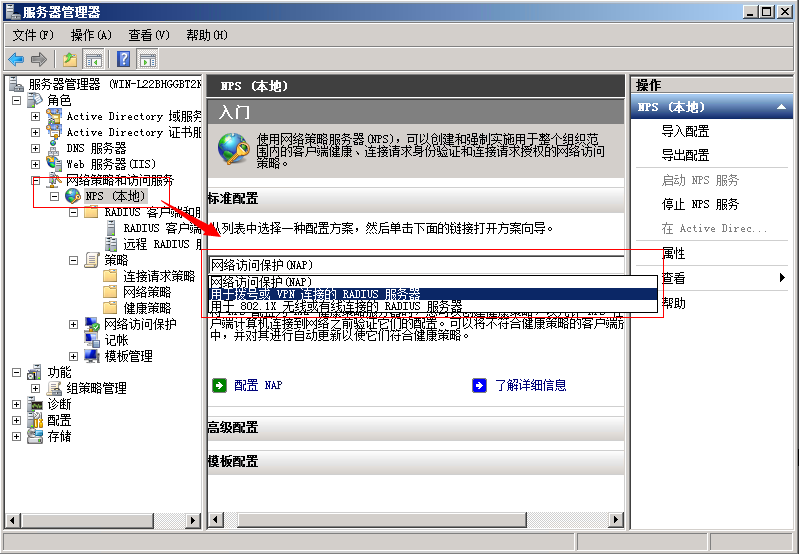 服务器管理器
文件(F) 操作(A) 查看(V) 帮助(H)
服务器管理器 (WIN-L22BHGGBT2K
角色
Active Directory 域服务
Active Directory 证书服
DNS 服务器
Web 服务器(IIS)
网络策略和访问服务
NPS (本地)
RADIUS 客户端和服
RADIUS 客户端
远程 RADIUS 服
策略
连接请求策略
网络策略
健康策略
网络访问保护
记帐
模板管理
功能
组策略管理
诊断
配置
存储
NPS (本地)
入门
使用网络策略服务器(NPS)，可以创建和强制实施用于整个组织范
围内的客户端健康、连接请求身份验证和连接请求授权的网络访问
策略。
标准配置
从列表中选择一种配置方案，然后单击下面的链接打开方案向导。
网络访问保护(NAP)
网络访问保护(NAP)
用于拨号或 VPN 连接的 RADIUS 服务器
用于 802.1X 无线或有线连接的 RADIUS 服务器
户端计算机连接到网络之前验证它们的配置。可以将不符合健康策略的客户端放
中，并对其进行自动更新以使它们符合健康策略。
配置 NAP
了解详细信息
高级配置
模板配置
操作
NPS (本地)
导入配置
导出配置
启动 NPS 服务
停止 NPS 服务
在 Active Direc...
属性
查看
帮助